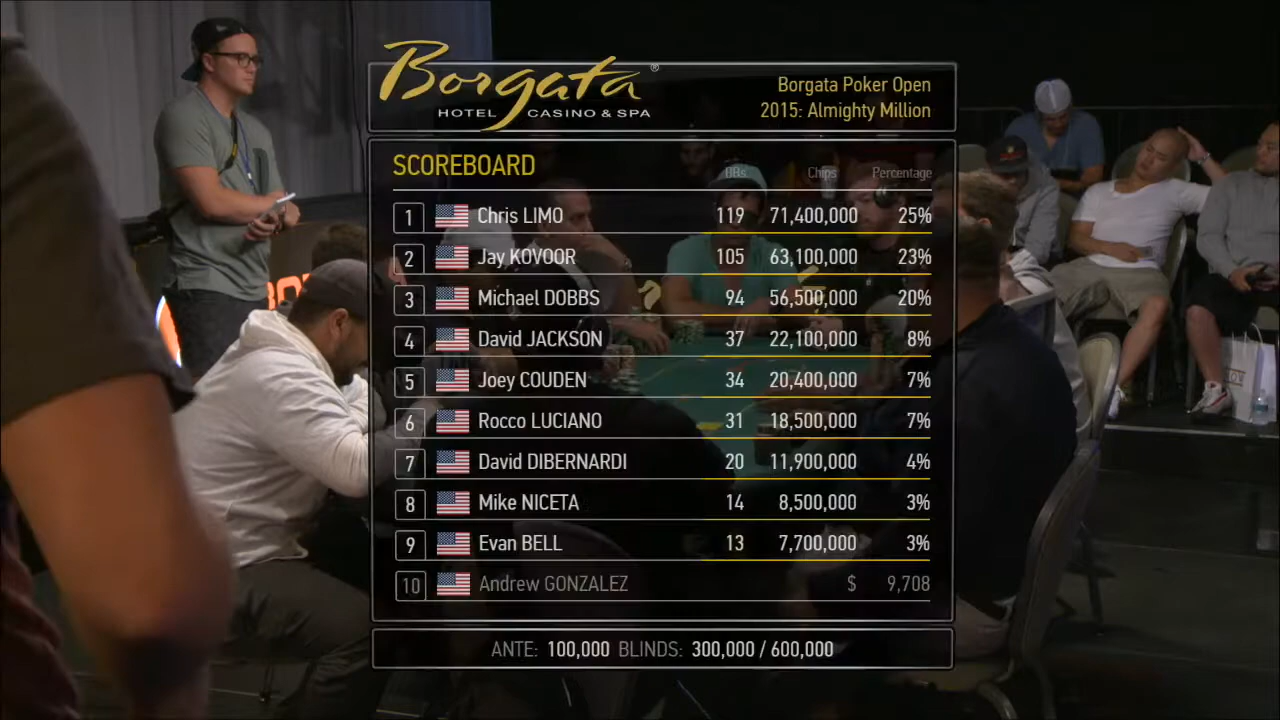 Borgata®
HOTEL CASINO & SPA
Borgata Poker Open
2015: Almighty Million
SCOREBOARD BBs Chips Percentage
1 Chris LIMO 119 71,400,000 25%
2 Jay KOVOOR 105 63,100,000 23%
3 Michael DOBBS 94 56,500,000 20%
4 David JACKSON 37 22,100,000 8%
5 Joey COUDEN 34 20,400,000 7%
6 Rocco LUCIANO 31 18,500,000 7%
7 David DIBERNARDI 20 11,900,000 4%
8 Mike NICETA 14 8,500,000 3%
9 Evan BELL 13 7,700,000 3%
10 Andrew GONZALEZ $ 9,708
ANTE: 100,000 BLINDS: 300,000 / 600,000